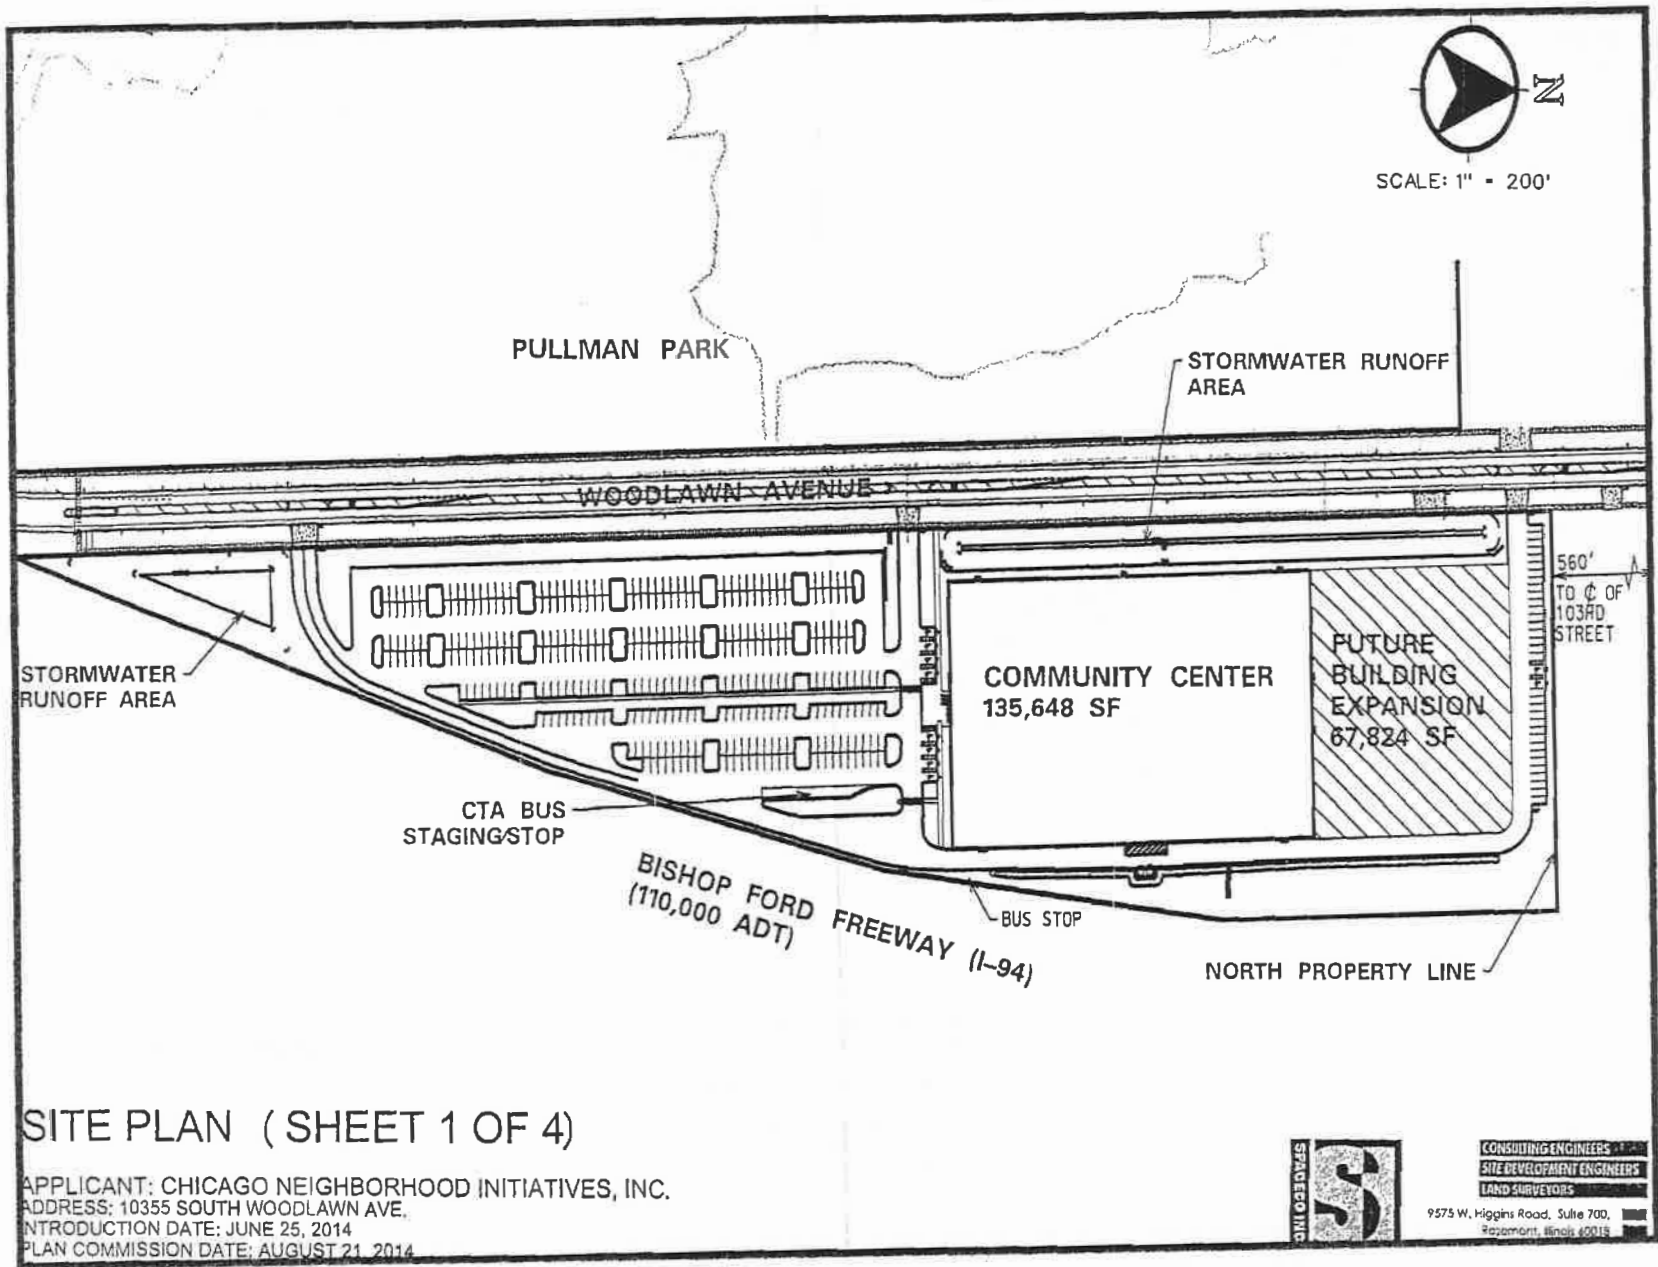 N
SCALE: 1" = 200'
PULLMAN PARK
STORMWATER RUNOFF
AREA
WOODLAWN AVENUE
560'
TO ℄ OF
103RD
STREET
STORMWATER
RUNOFF AREA
COMMUNITY CENTER
135,648 SF
FUTURE
BUILDING
EXPANSION
67,824 SF
CTA BUS
STAGING/STOP
BISHOP FORD FREEWAY (I-94)
(110,000 ADT)
BUS STOP
NORTH PROPERTY LINE
SITE PLAN ( SHEET 1 OF 4)
APPLICANT: CHICAGO NEIGHBORHOOD INITIATIVES, INC.
ADDRESS: 10355 SOUTH WOODLAWN AVE.
INTRODUCTION DATE: JUNE 25, 2014
PLAN COMMISSION DATE: AUGUST 21, 2014
SPACECO INC
CONSULTING ENGINEERS
SITE DEVELOPMENT ENGINEERS
LAND SURVEYORS
9575 W. Higgins Road, Suite 700,
Rosemont, Illinois 60018